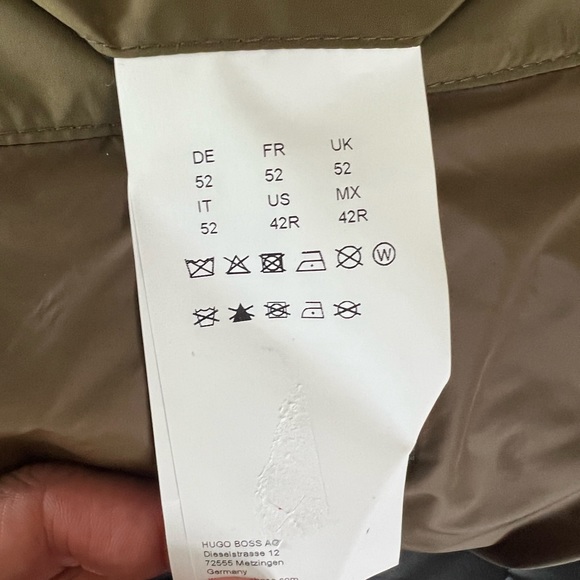 DE FR UK
52 52 52
IT US MX
52 42R 42R
W
HUGO BOSS AG
Dieselstrasse 12
72555 Metzingen
Germany